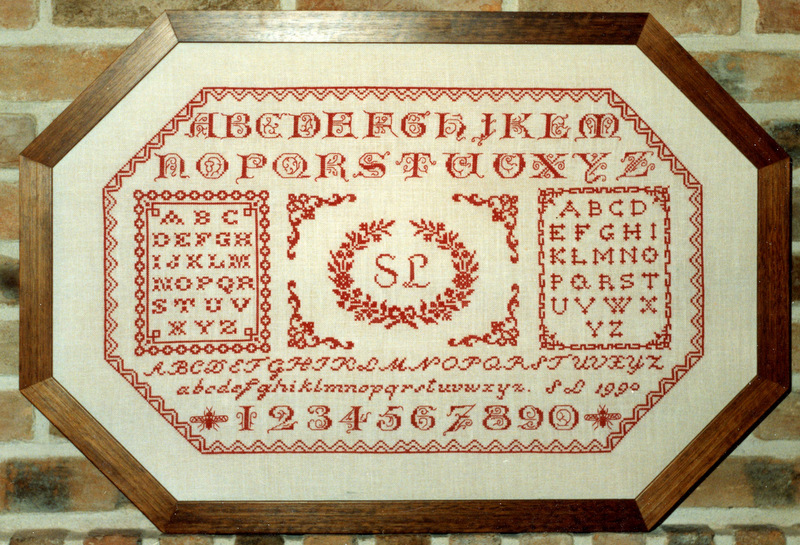 ABCDEFGHIJKLM
NOPQRSTUVXYZ
ABC
DEFGH
IJKLM
NOPQR
STUV
XYZ
SL
ABCD
EFGHI
KLMNO
PQRST
UVWX
YZ
ABCDEFGHIKLMNOPQRSTUVXYZ
abcdefghiklmnopqrstuvwxyz. SL 1990
1234567890